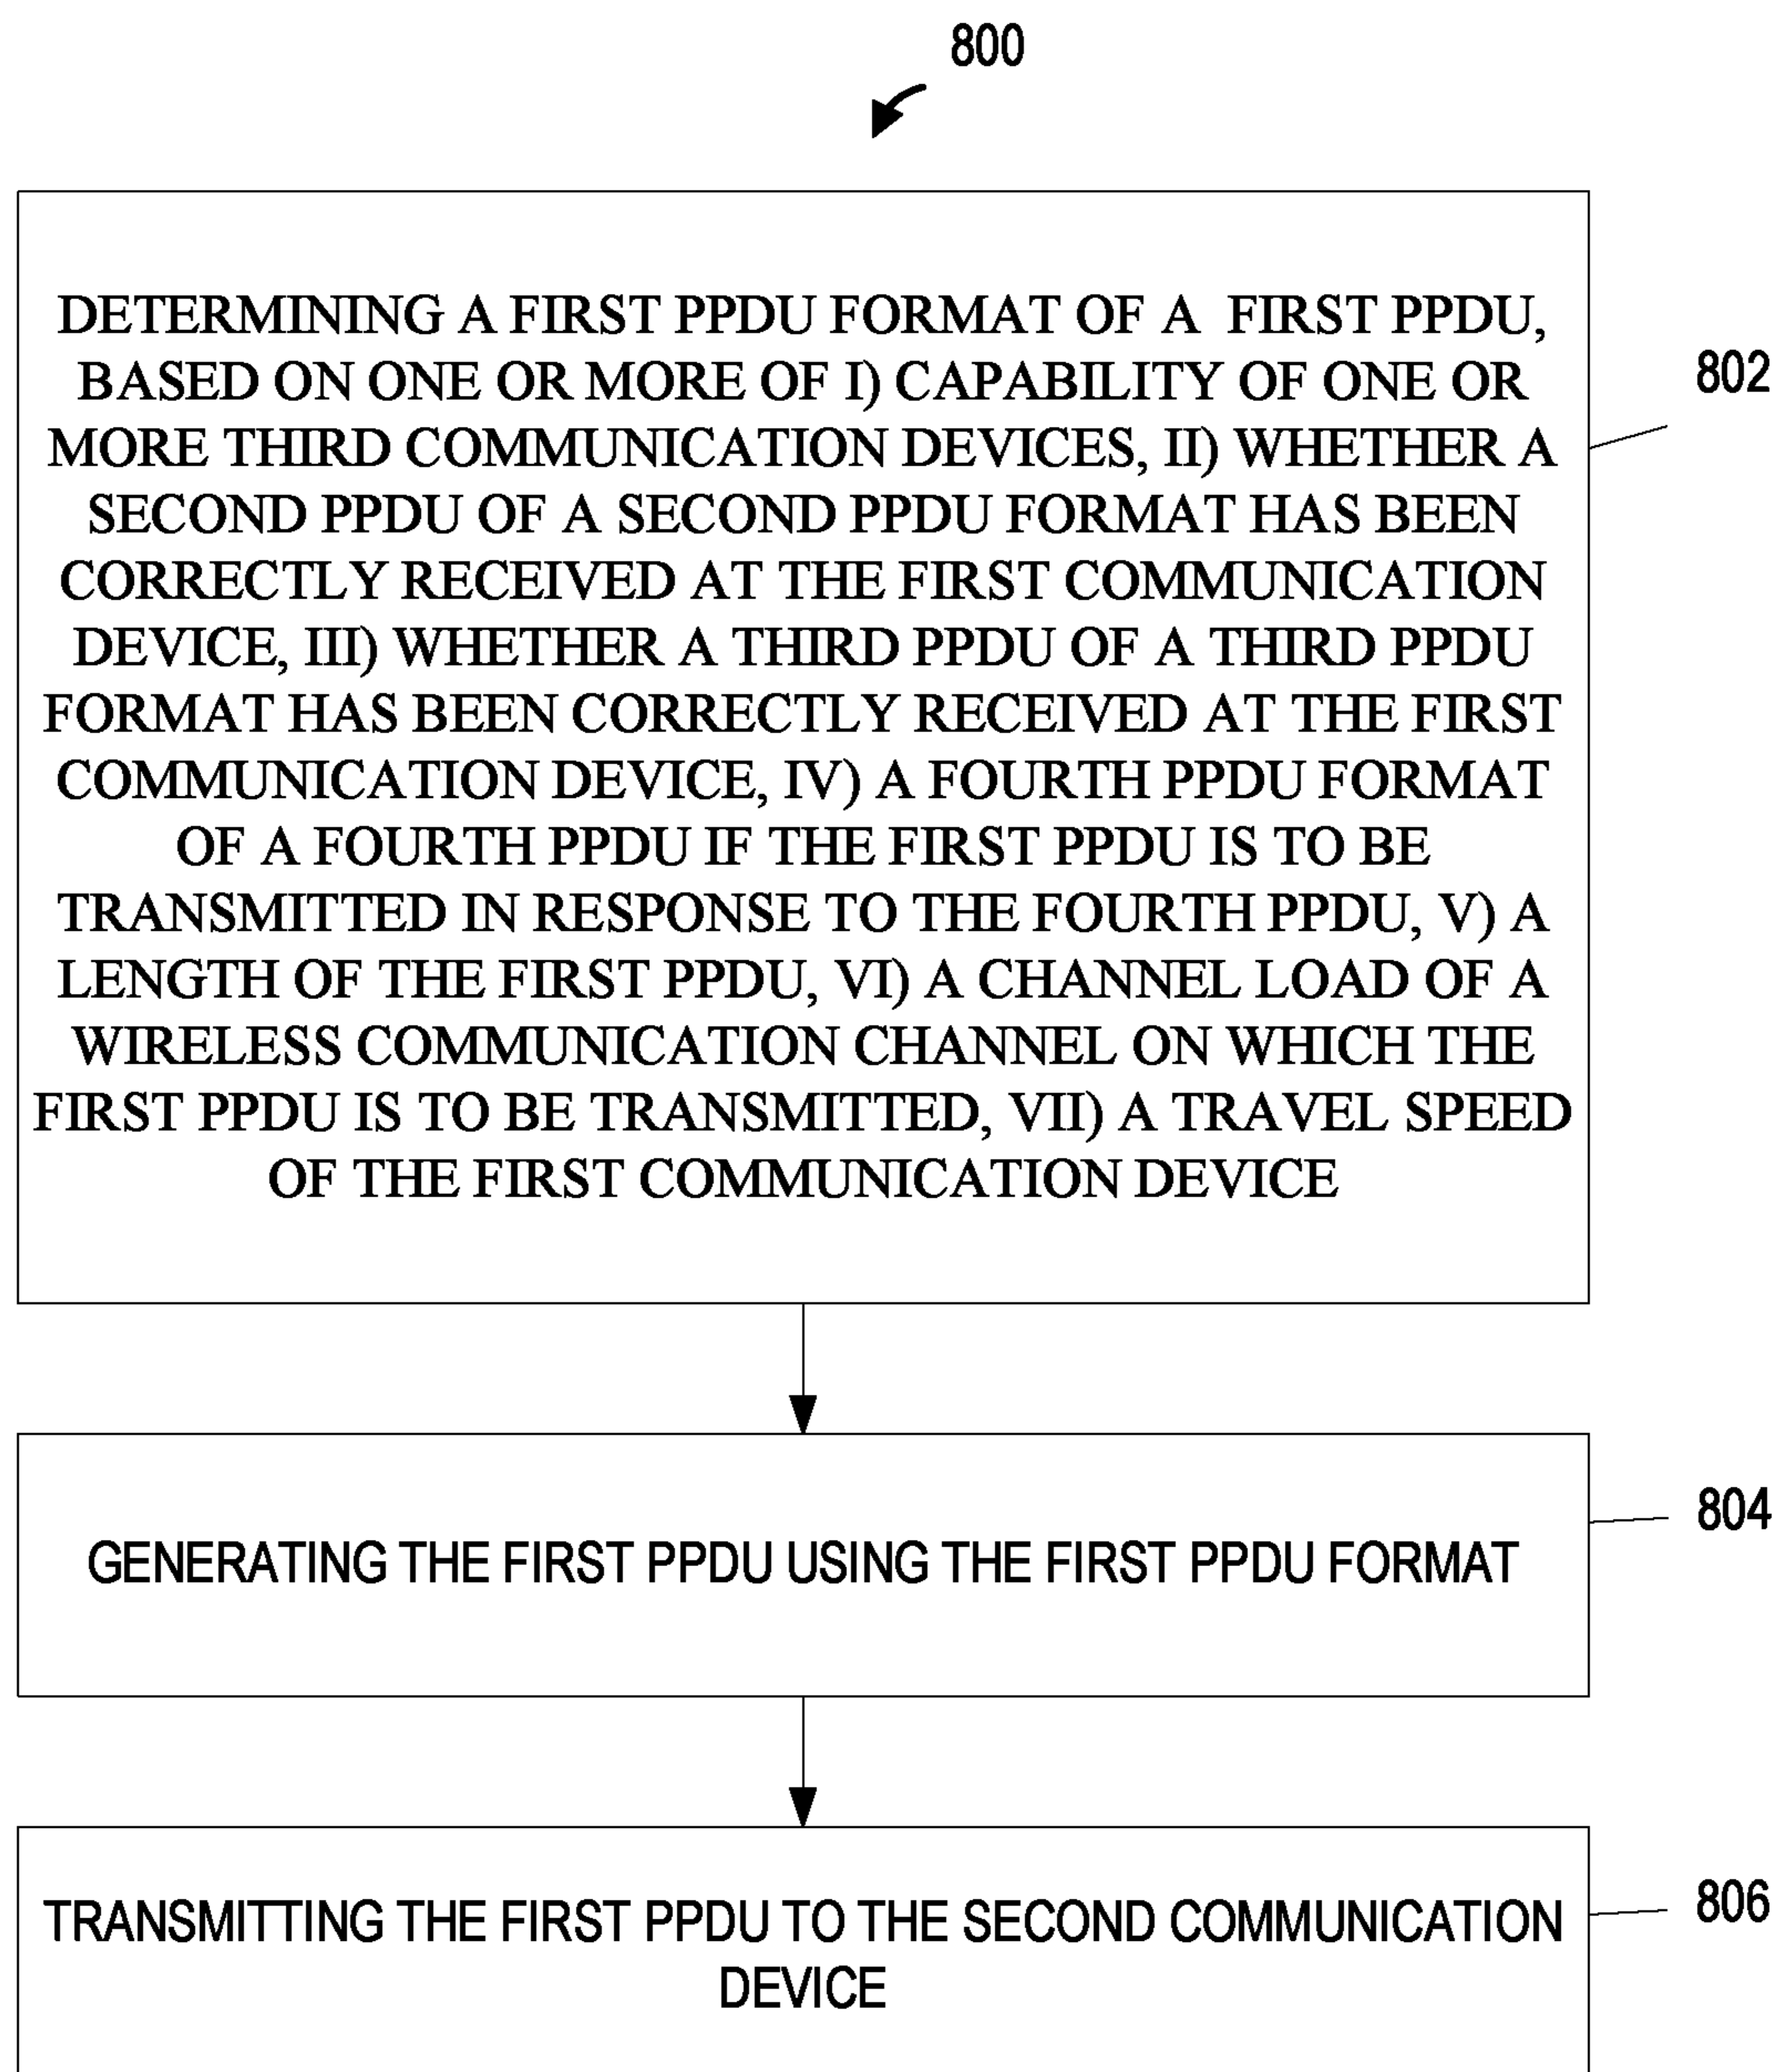 800
DETERMINING A FIRST PPDU FORMAT OF A FIRST PPDU,
BASED ON ONE OR MORE OF I) CAPABILITY OF ONE OR
MORE THIRD COMMUNICATION DEVICES, II) WHETHER A
SECOND PPDU OF A SECOND PPDU FORMAT HAS BEEN
CORRECTLY RECEIVED AT THE FIRST COMMUNICATION
DEVICE, III) WHETHER A THIRD PPDU OF A THIRD PPDU
FORMAT HAS BEEN CORRECTLY RECEIVED AT THE FIRST
COMMUNICATION DEVICE, IV) A FOURTH PPDU FORMAT
OF A FOURTH PPDU IF THE FIRST PPDU IS TO BE
TRANSMITTED IN RESPONSE TO THE FOURTH PPDU, V) A
LENGTH OF THE FIRST PPDU, VI) A CHANNEL LOAD OF A
WIRELESS COMMUNICATION CHANNEL ON WHICH THE
FIRST PPDU IS TO BE TRANSMITTED, VII) A TRAVEL SPEED
OF THE FIRST COMMUNICATION DEVICE
802
GENERATING THE FIRST PPDU USING THE FIRST PPDU FORMAT
804
TRANSMITTING THE FIRST PPDU TO THE SECOND COMMUNICATION
DEVICE
806